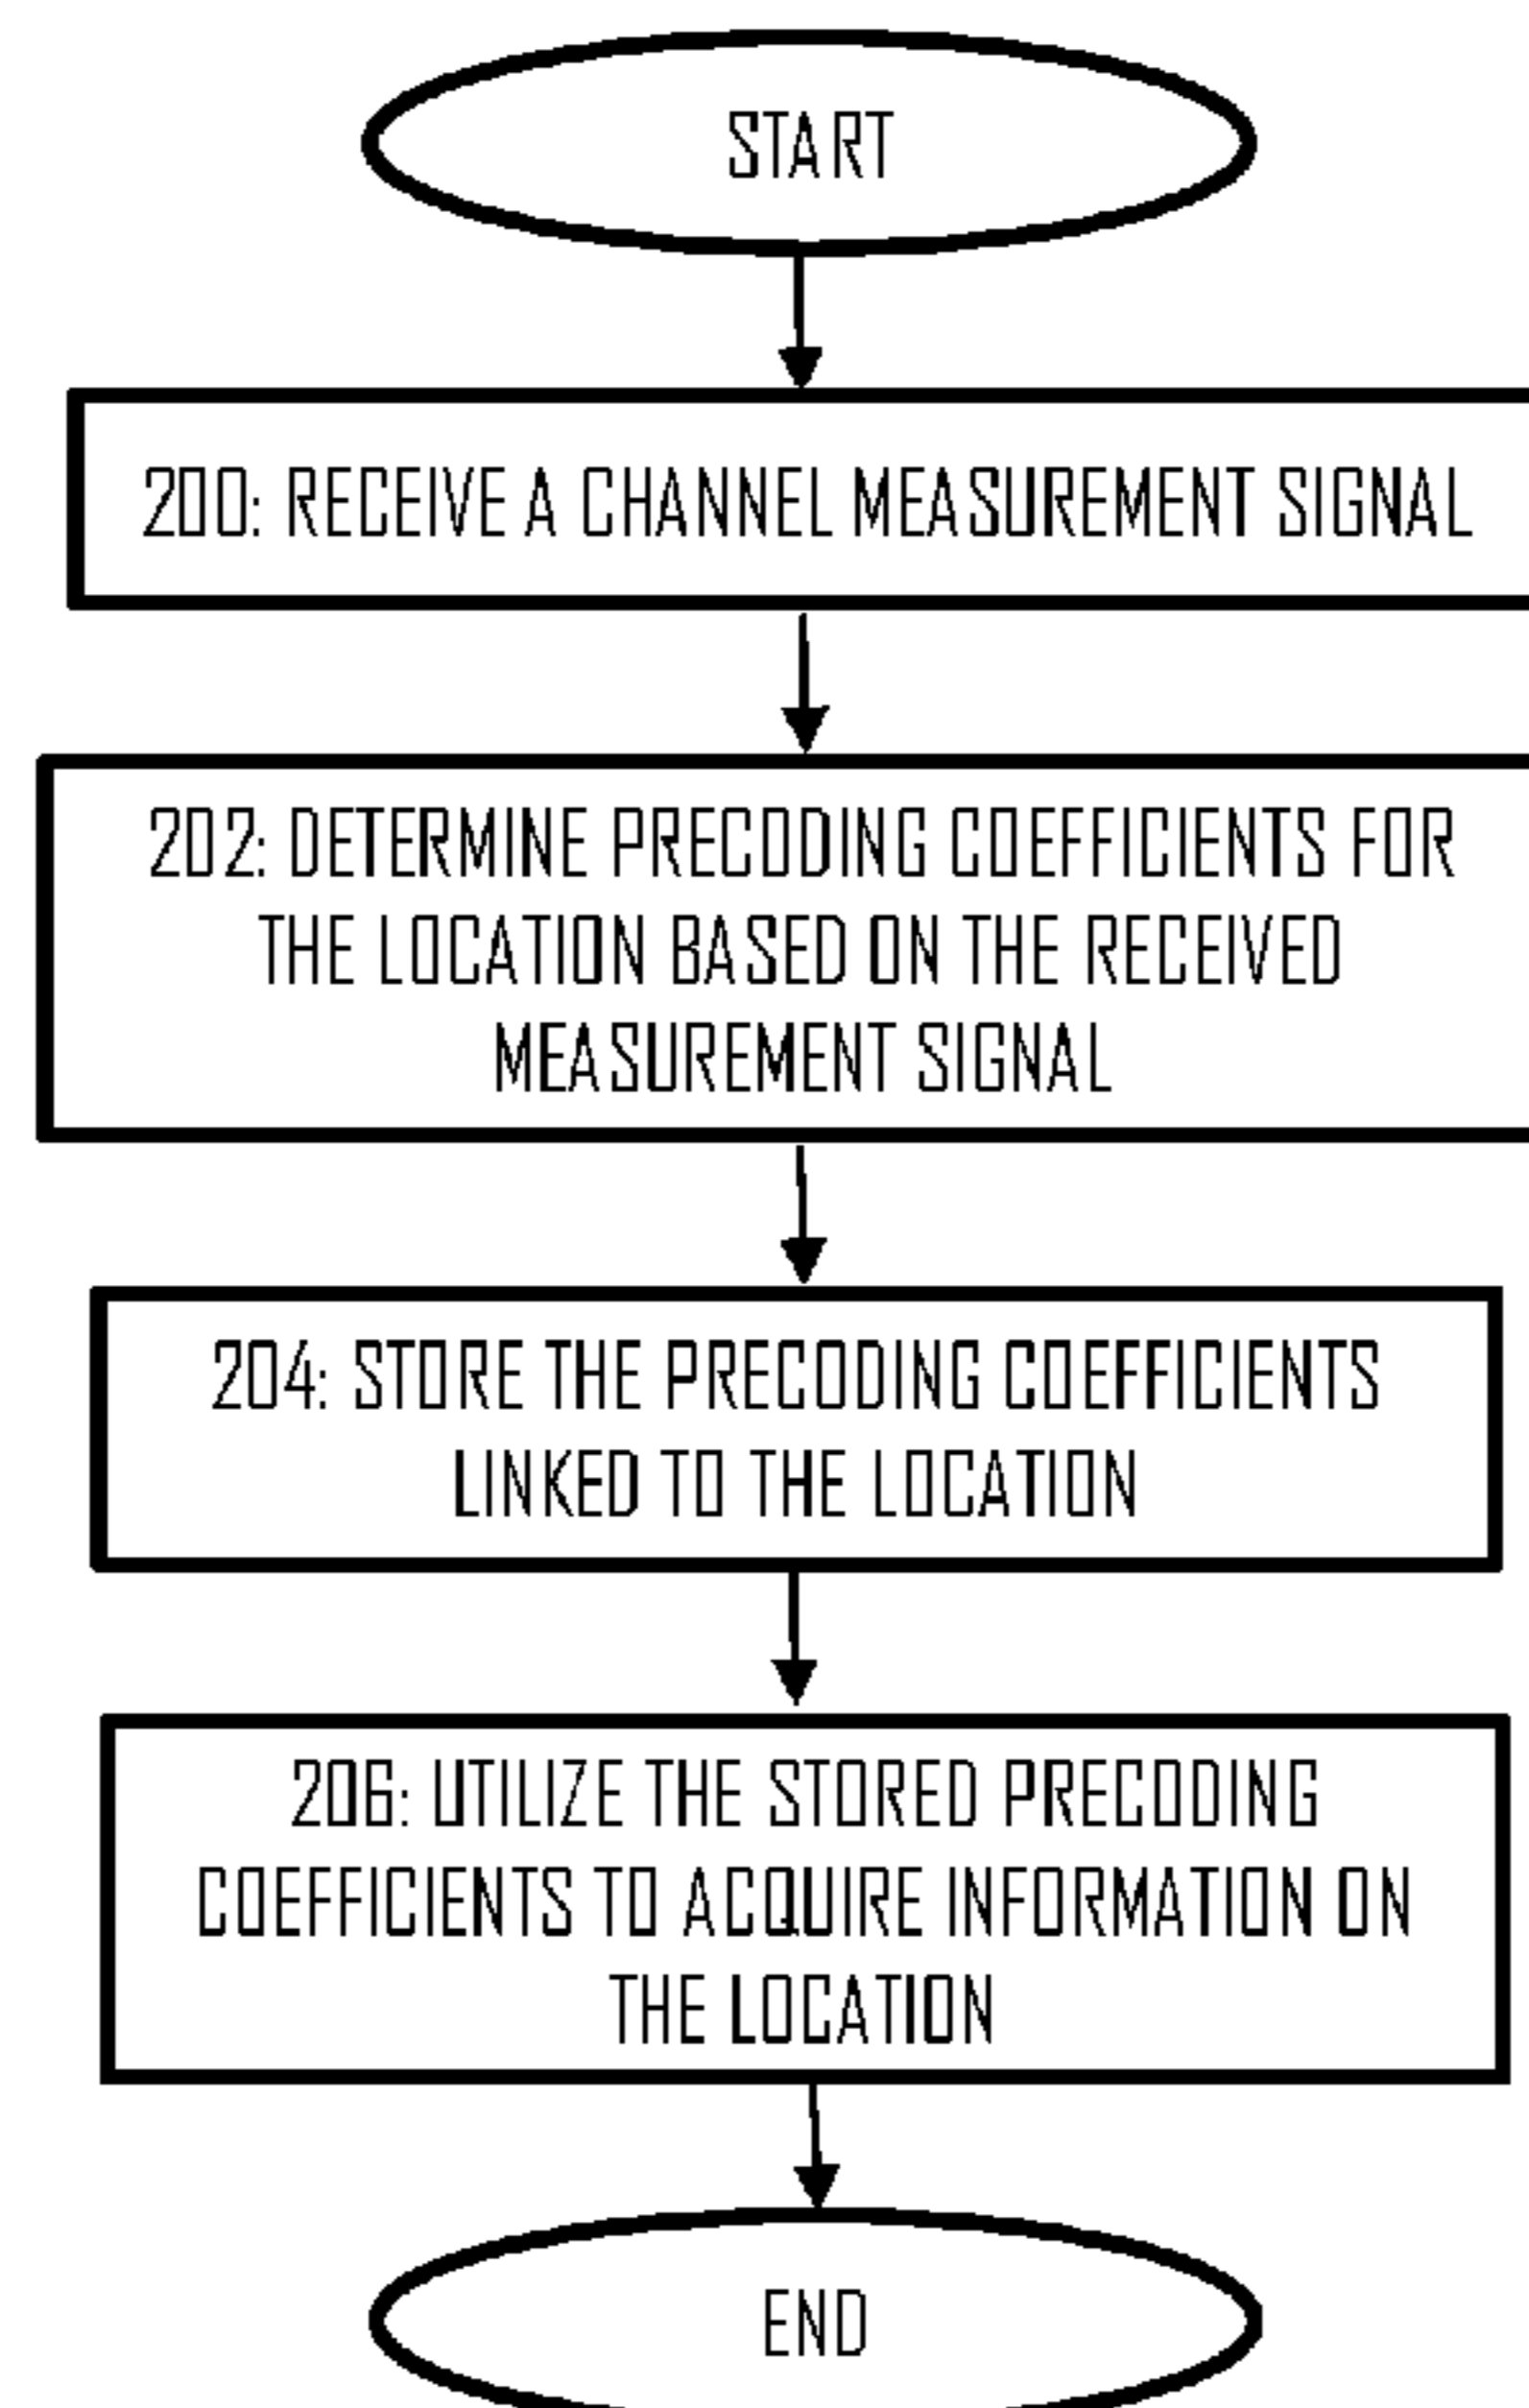 START
200: RECEIVE A CHANNEL MEASUREMENT SIGNAL
202: DETERMINE PRECODING COEFFICIENTS FOR
THE LOCATION BASED ON THE RECEIVED
MEASUREMENT SIGNAL
204: STORE THE PRECODING COEFFICIENTS
LINKED TO THE LOCATION
206: UTILIZE THE STORED PRECODING
COEFFICIENTS TO ACQUIRE INFORMATION ON
THE LOCATION
END